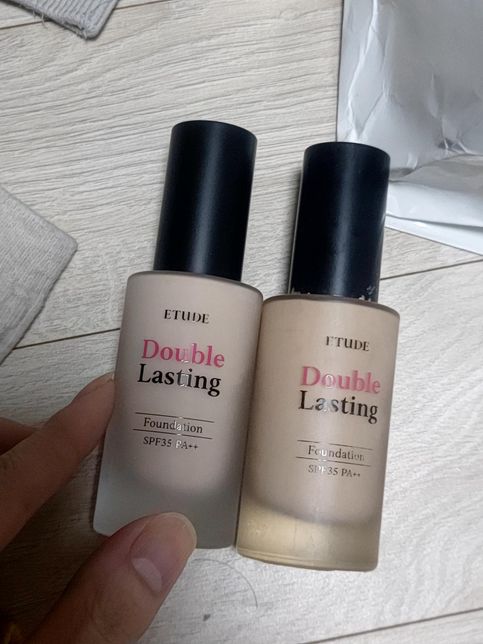 ETUDE
Double
Lasting
Foundation
SPF35 PA++
ETUDE
Double
Lasting
Foundation
SPF35 PA++